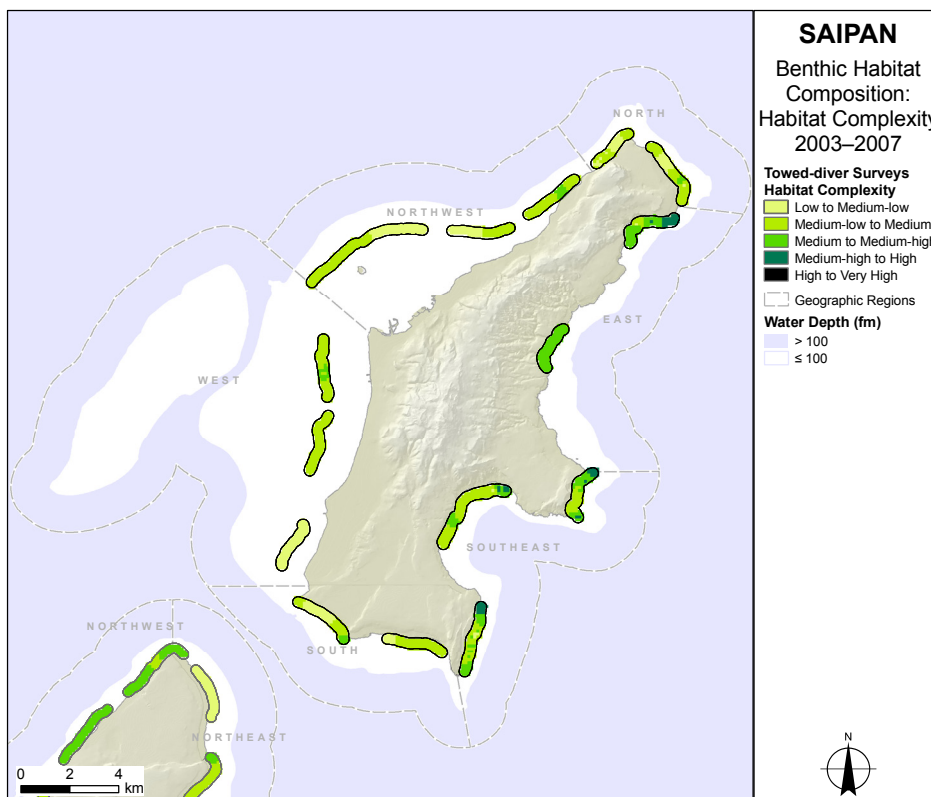 SAIPAN
Benthic Habitat
Composition:
Habitat Complexity
2003–2007
Towed-diver Surveys
Habitat Complexity
Low to Medium-low
Medium-low to Medium
Medium to Medium-high
Medium-high to High
High to Very High
Geographic Regions
Water Depth (fm)
> 100
≤ 100
NORTH
NORTHWEST
EAST
WEST
SOUTHEAST
SOUTH
NORTHWEST
NORTHEAST
0 2 4
km
N